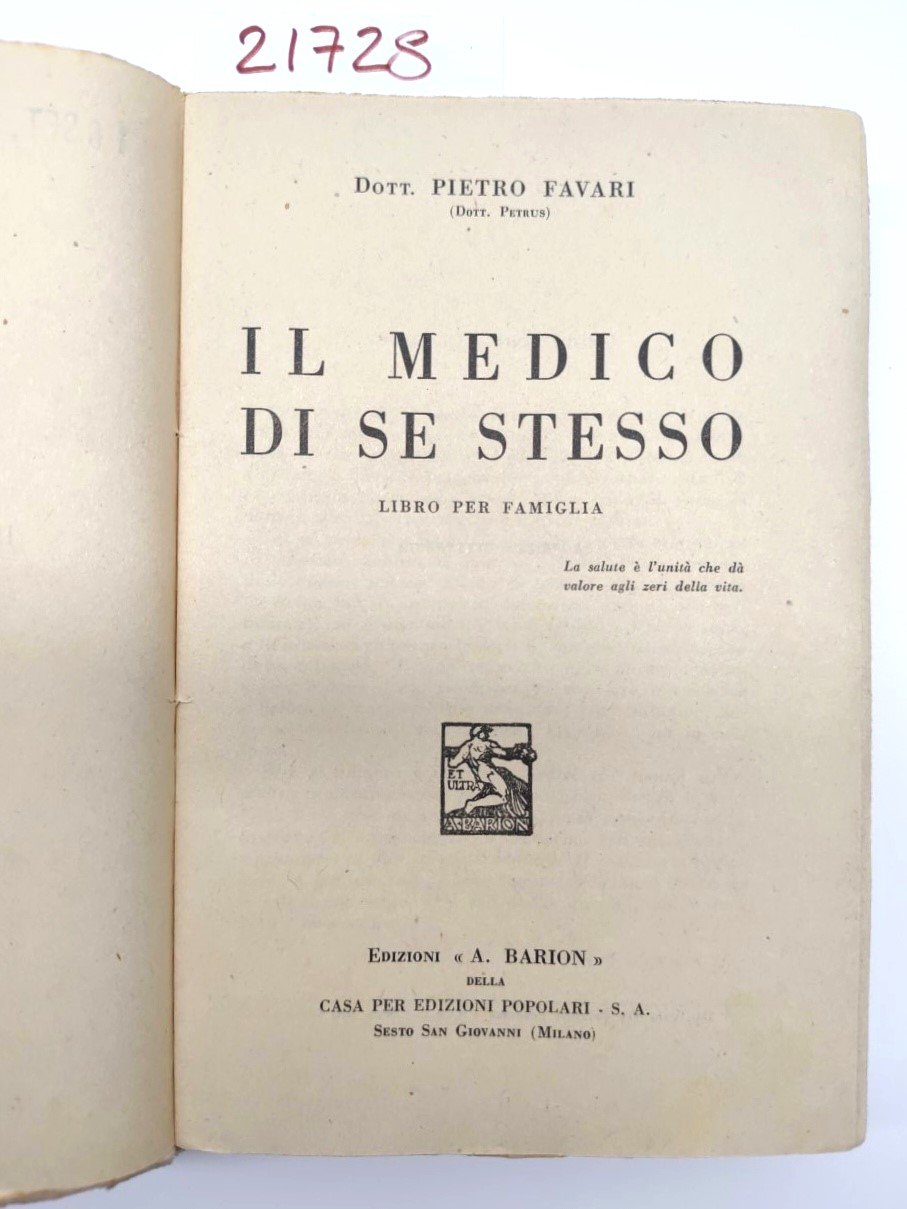 21728
Dott. PIETRO FAVARI
(Dott. Petrus)
IL MEDICO
DI SE STESSO
LIBRO PER FAMIGLIA
La salute è l'unità che dà
valore agli zeri della vita.
ET
ULTRA
A·BARION
Edizioni « A. BARION »
DELLA
CASA PER EDIZIONI POPOLARI - S. A.
Sesto San Giovanni (Milano)